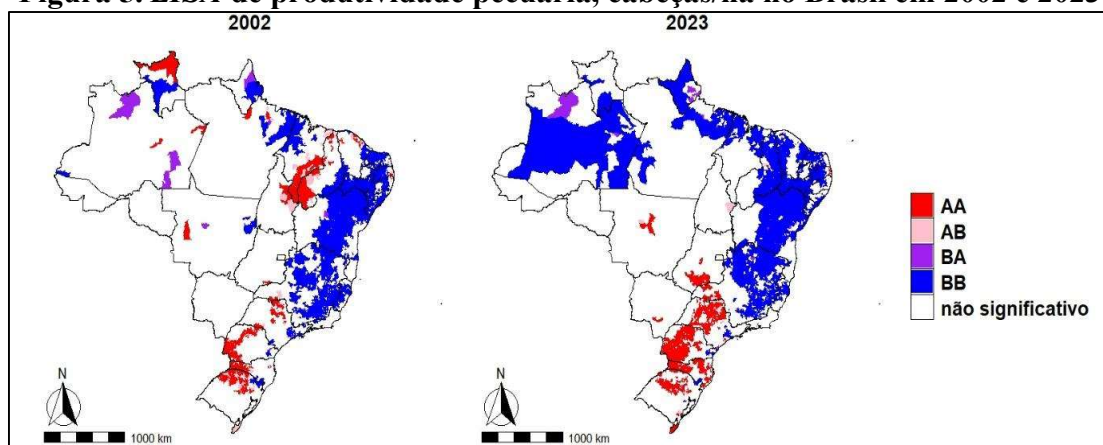 Figura 3. LISA de produtividade pecuária, cabeças/ha no Brasil em 2002 e 2023
2002
2023
AA
AB
BA
BB
não significativo
N
1000 km
N
1000 km